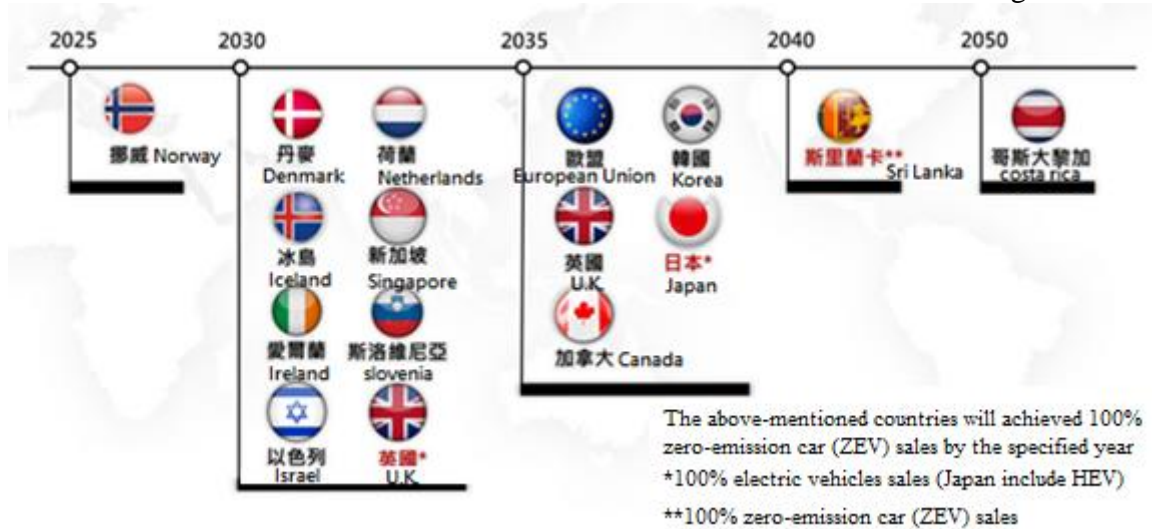 2025
2030
2035
2040
2050
挪威 Norway
丹麥
Denmark
荷蘭
Netherlands
冰島
Iceland
新加坡
Singapore
愛爾蘭
Ireland
斯洛維尼亞
slovenia
以色列
Israel
英國*
U.K.
歐盟
European Union
韓國
Korea
英國
U.K.
日本*
Japan
加拿大 Canada
斯里蘭卡**
Sri Lanka
哥斯大黎加
costa rica
The above-mentioned countries will achieved 100%
zero-emission car (ZEV) sales by the specified year
*100% electric vehicles sales (Japan include HEV)
**100% zero-emission car (ZEV) sales